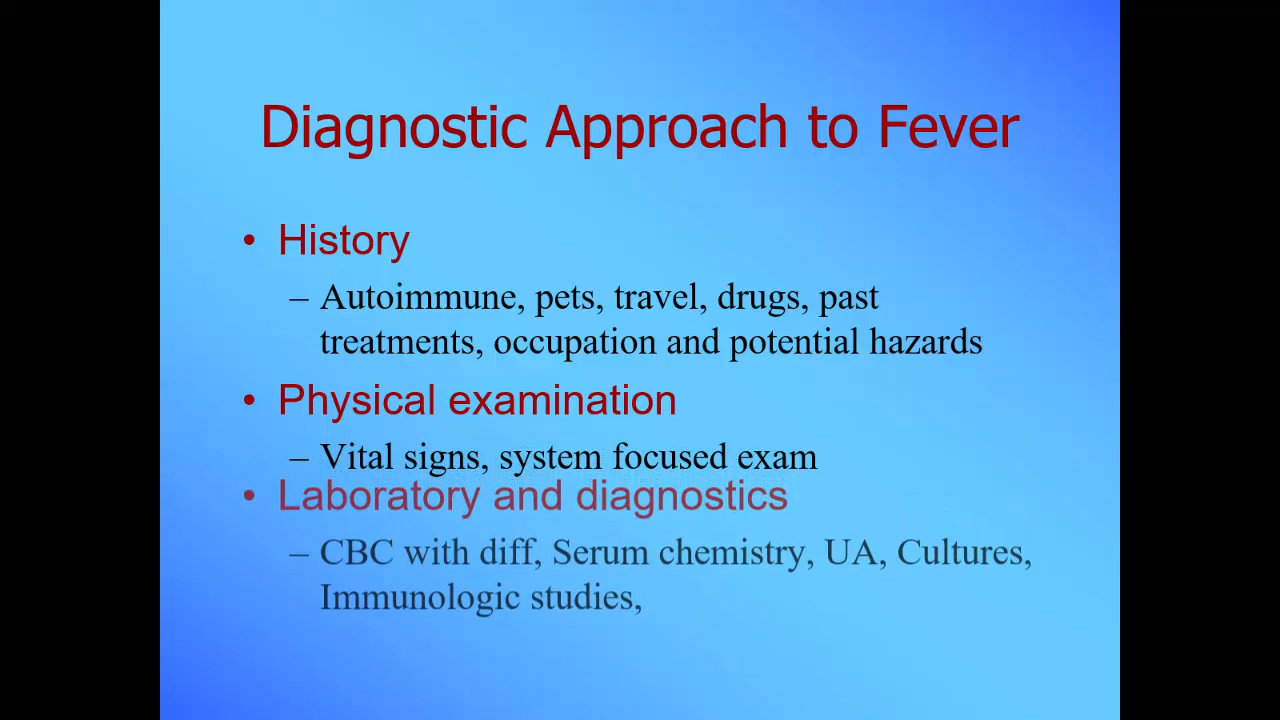 Diagnostic Approach to Fever
• History
– Autoimmune, pets, travel, drugs, past
treatments, occupation and potential hazards
• Physical examination
– Vital signs, system focused exam
• Laboratory and diagnostics
– CBC with diff, Serum chemistry, UA, Cultures,
Immunologic studies,